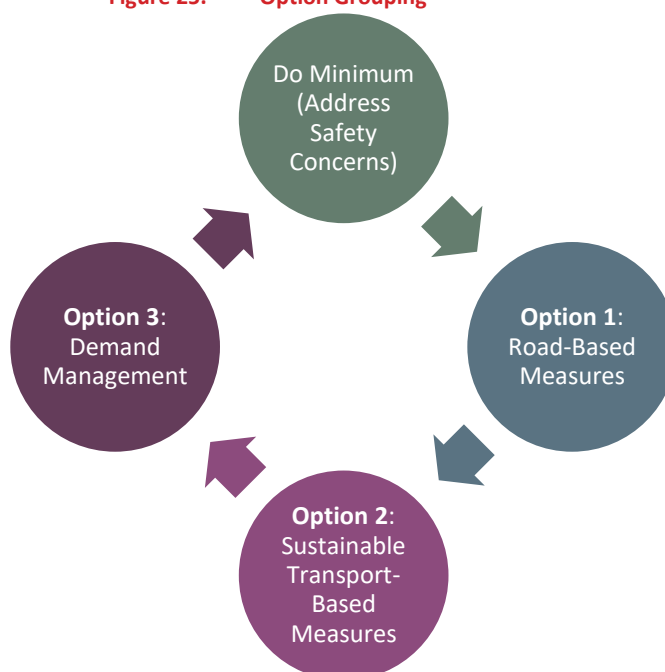 Figure 25. Option Grouping
Do Minimum
(Address
Safety
Concerns)
Option 1:
Road-Based
Measures
Option 2:
Sustainable
Transport-
Based
Measures
Option 3:
Demand
Management